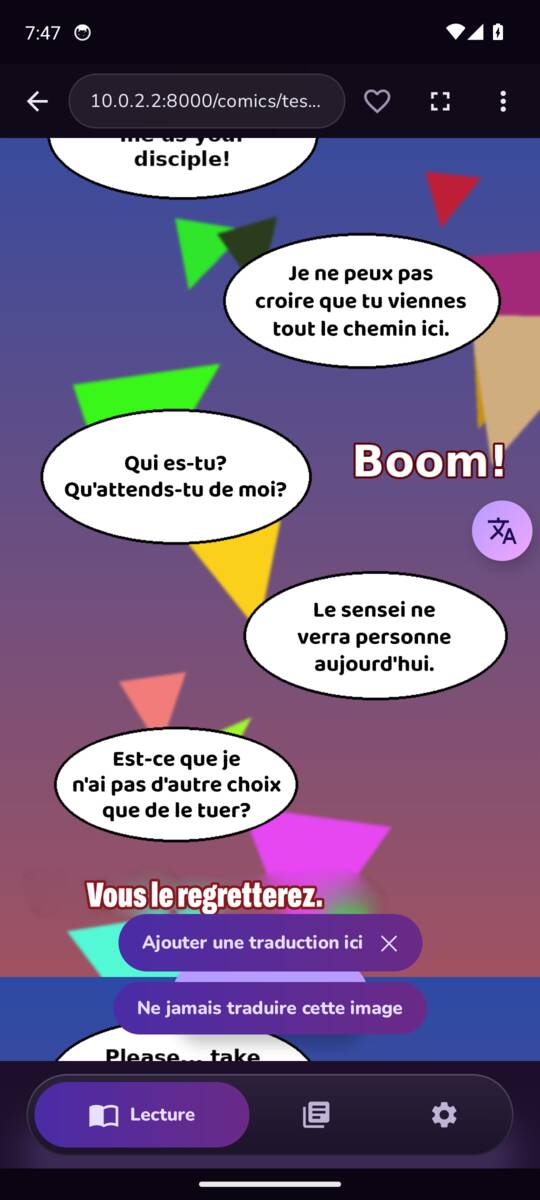 7:47
10.0.2.2:8000/comics/tes...
me as your
disciple!
Je ne peux pas
croire que tu viennes
tout le chemin ici.
Qui es-tu?
Qu'attends-tu de moi?
Boom!
Le sensei ne
verra personne
aujourd'hui.
Est-ce que je
n'ai pas d'autre choix
que de le tuer?
Vous le regretterez.
Ajouter une traduction ici
Ne jamais traduire cette image
Please... take
Lecture